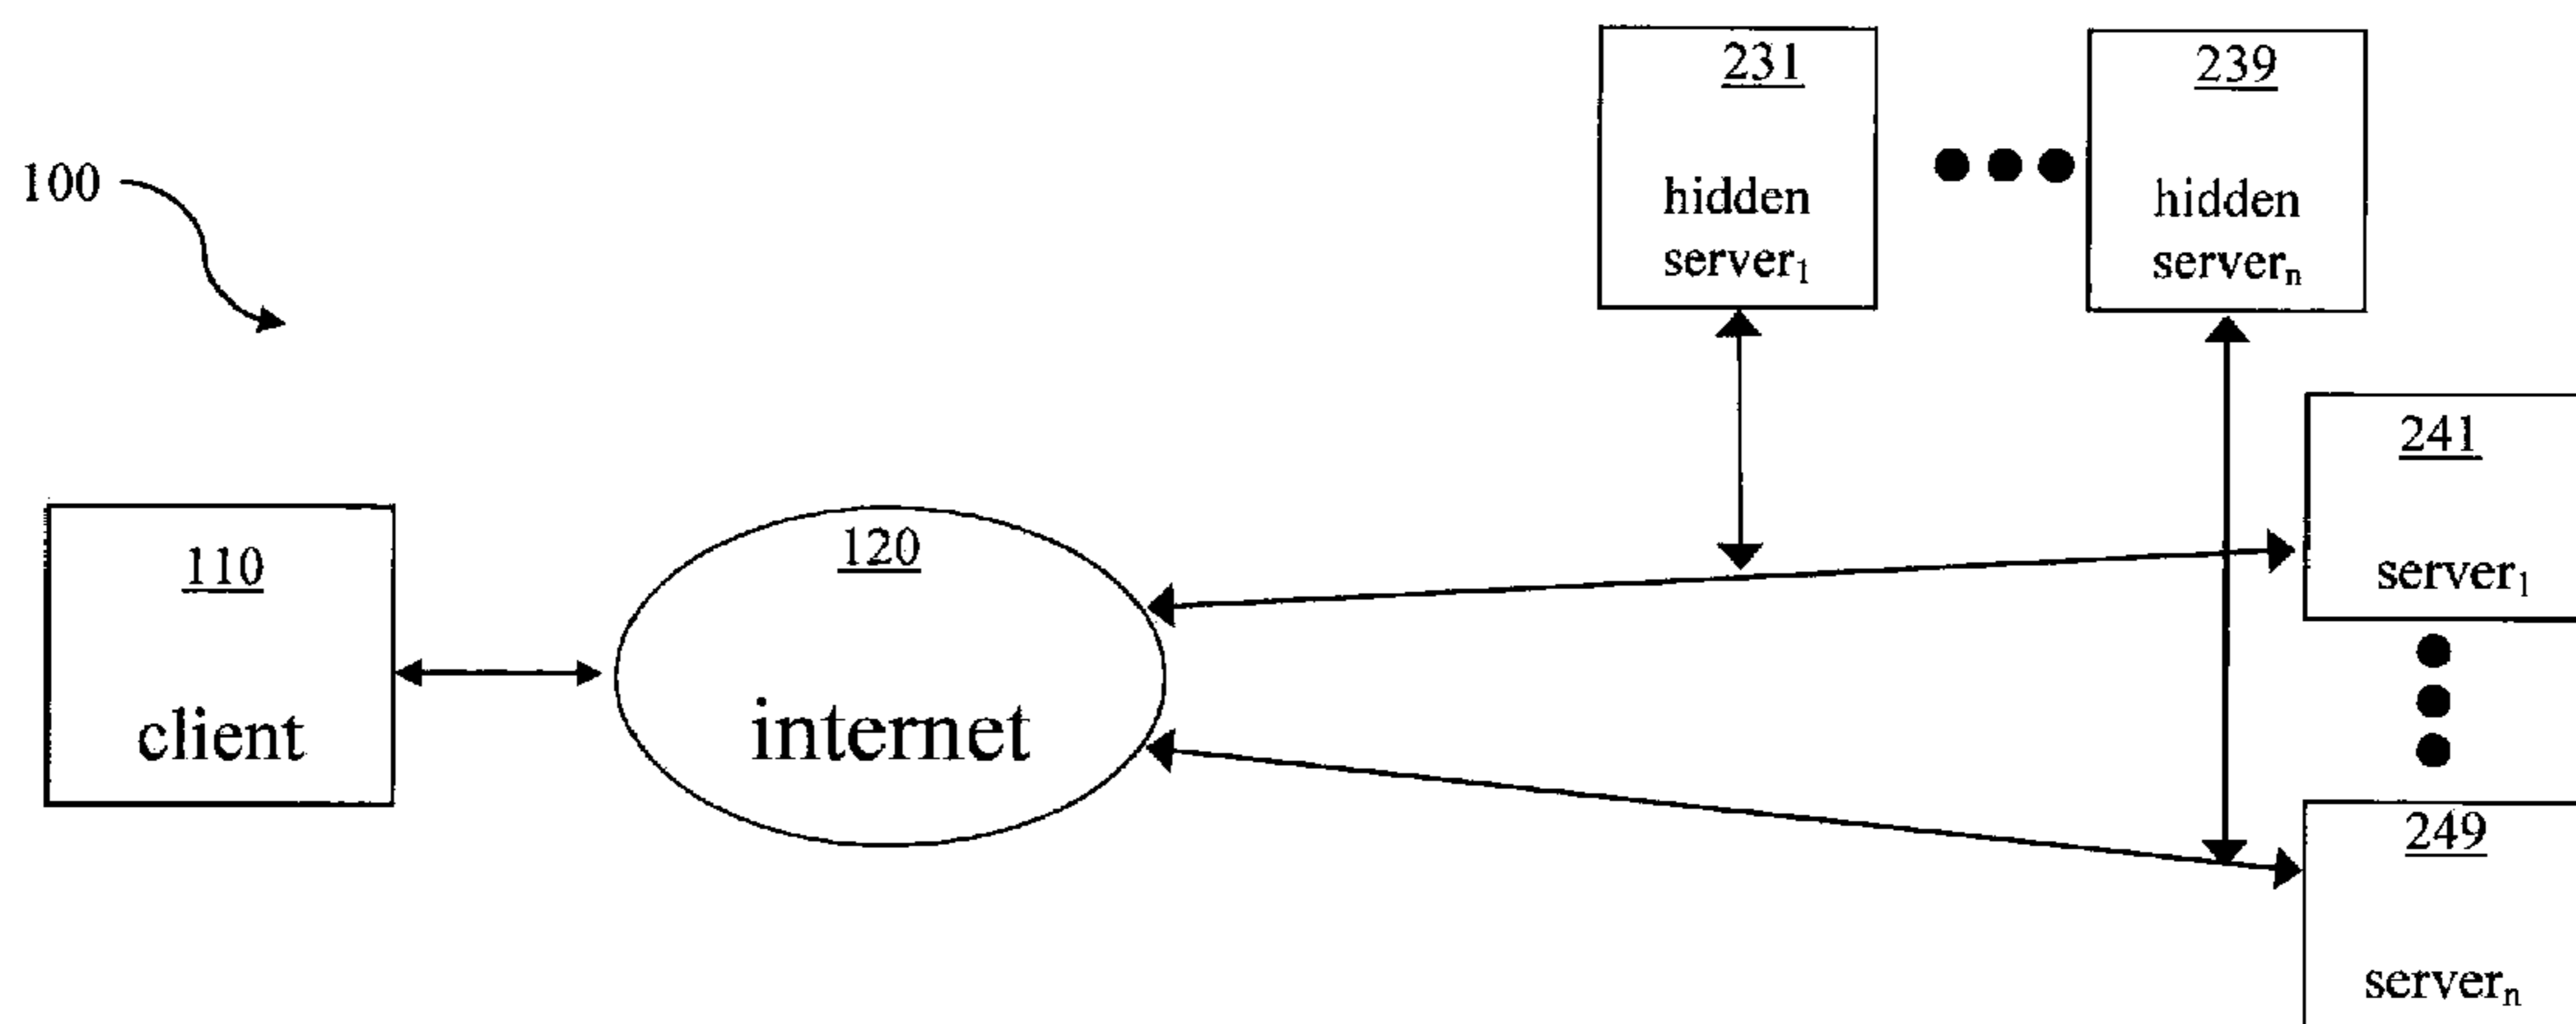 100
231
hidden
server1
239
hidden
servern
241
server1
110
client
120
internet
249
servern